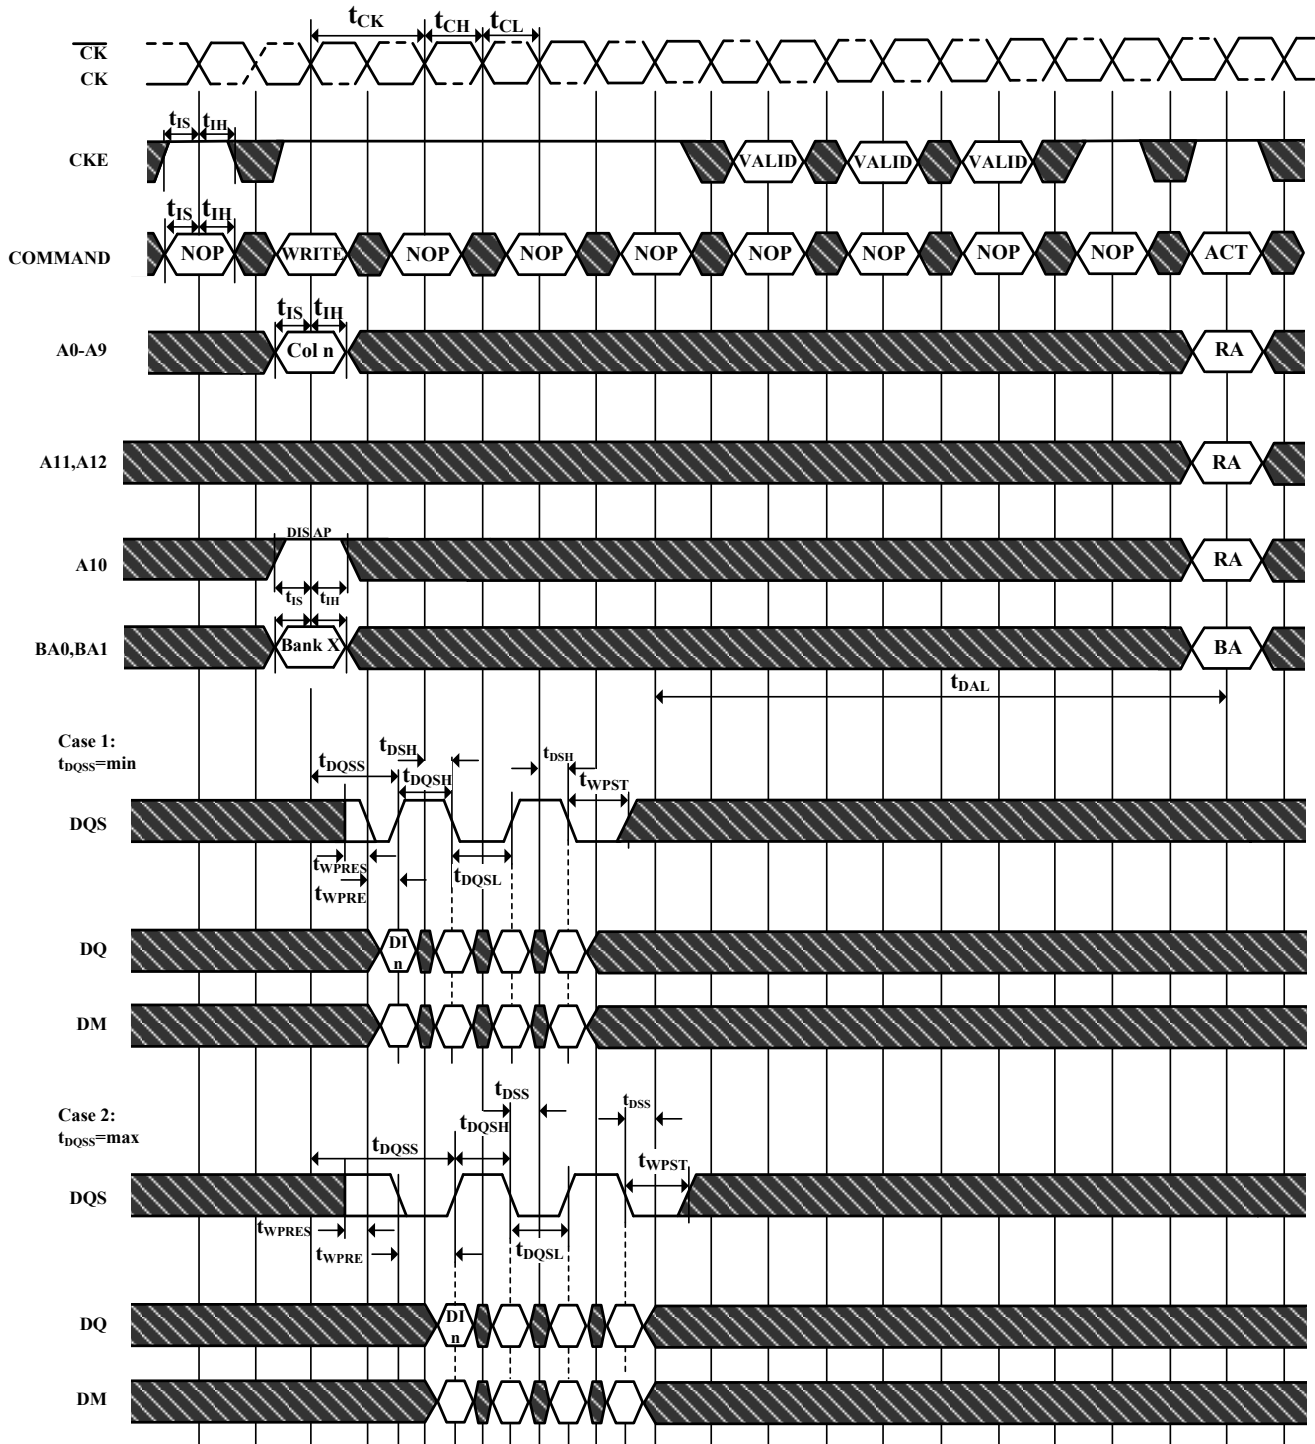 tCK tCH tCL
CK
CK
tIS tIH
CKE VALID VALID VALID
tIS tIH
COMMAND NOP WRITE NOP NOP NOP NOP NOP NOP NOP ACT
tIS tIH
A0-A9 Col n RA
A11,A12 RA
DIS AP
A10 RA
tIS tIH
BA0,BA1 Bank X BA
tDAL
Case 1:
tDQSS=min
tDSH tDSH
tDQSS tDQSH tWPST
DQS
tWPRES
tWPRE tDQSL
DQ DI n
DM
Case 2:
tDQSS=max
tDSS tDSS
tDQSS tDQSH tWPST
DQS
tWPRES
tWPRE tDQSL
DQ DI n
DM